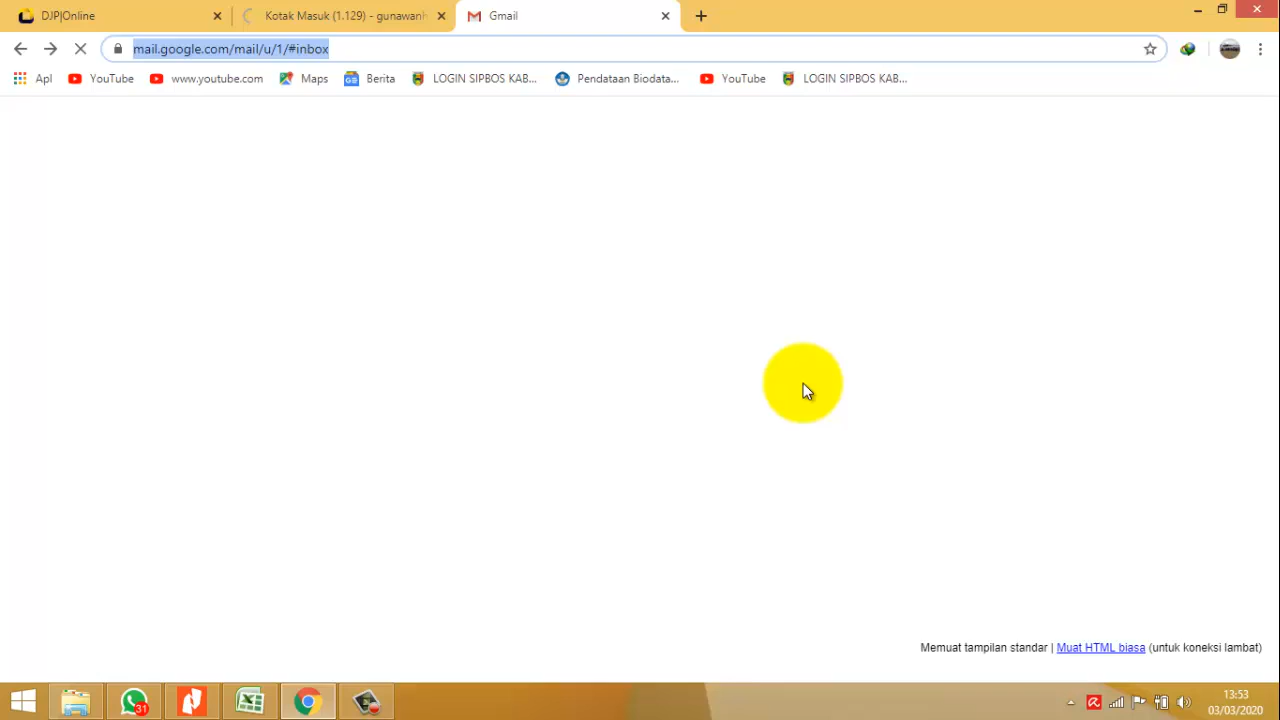 DJP|Online
Kotak Masuk (1.129) - gunawanh
Gmail
mail.google.com/mail/u/1/#inbox
Apl
YouTube
www.youtube.com
Maps
Berita
LOGIN SIPBOS KAB...
Pendataan Biodata...
YouTube
LOGIN SIPBOS KAB...
Memuat tampilan standar | Muat HTML biasa (untuk koneksi lambat)
31
13:53
03/03/2020